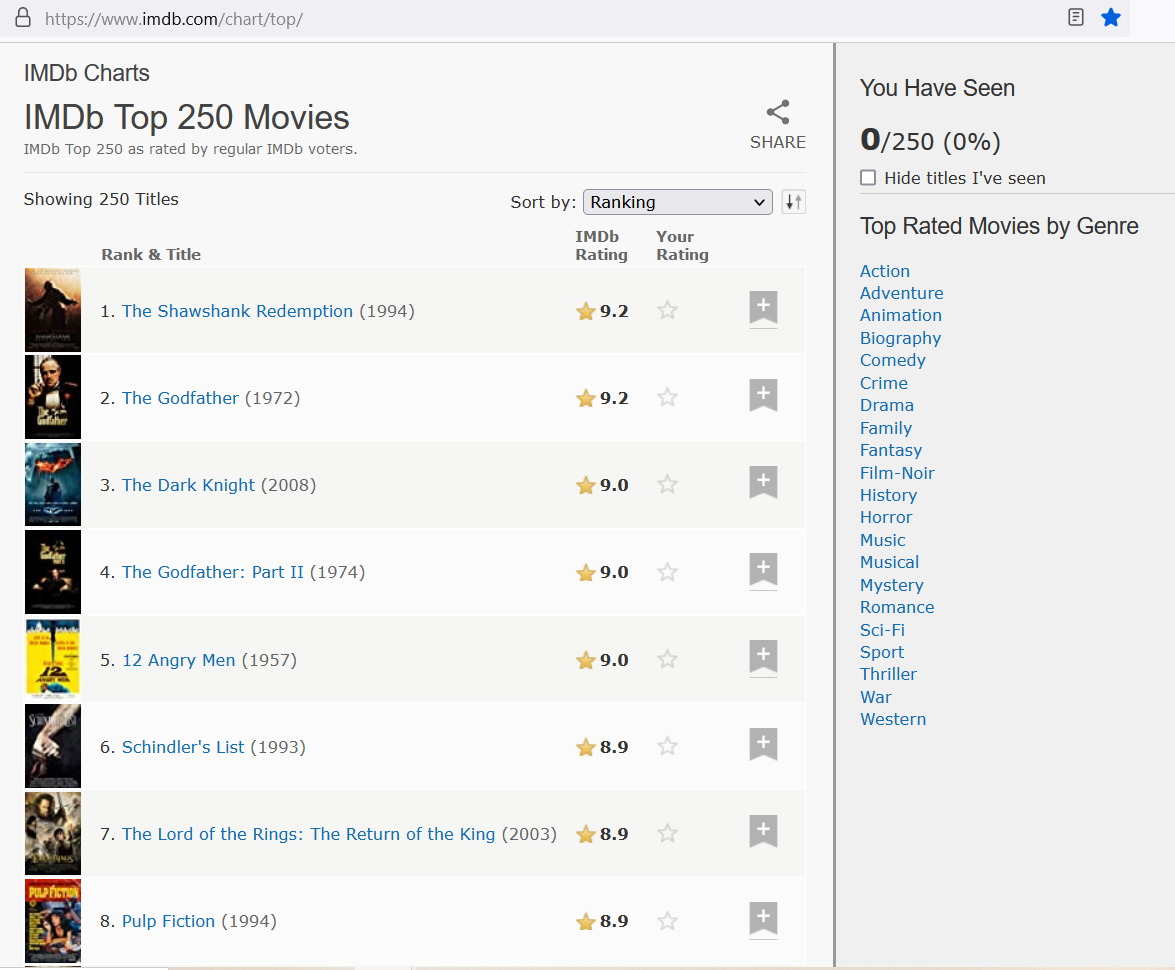 https://www.imdb.com/chart/top/
IMDb Charts
IMDb Top 250 Movies
IMDb Top 250 as rated by regular IMDb voters.
SHARE
Showing 250 Titles
Sort by: Ranking
Rank & Title
IMDb Rating
Your Rating
1. The Shawshank Redemption (1994) 9.2
2. The Godfather (1972) 9.2
3. The Dark Knight (2008) 9.0
4. The Godfather: Part II (1974) 9.0
5. 12 Angry Men (1957) 9.0
6. Schindler's List (1993) 8.9
7. The Lord of the Rings: The Return of the King (2003) 8.9
8. Pulp Fiction (1994) 8.9
The
Godfather
12
PULP FICTION
You Have Seen
0/250 (0%)
Hide titles I've seen
Top Rated Movies by Genre
Action
Adventure
Animation
Biography
Comedy
Crime
Drama
Family
Fantasy
Film-Noir
History
Horror
Music
Musical
Mystery
Romance
Sci-Fi
Sport
Thriller
War
Western